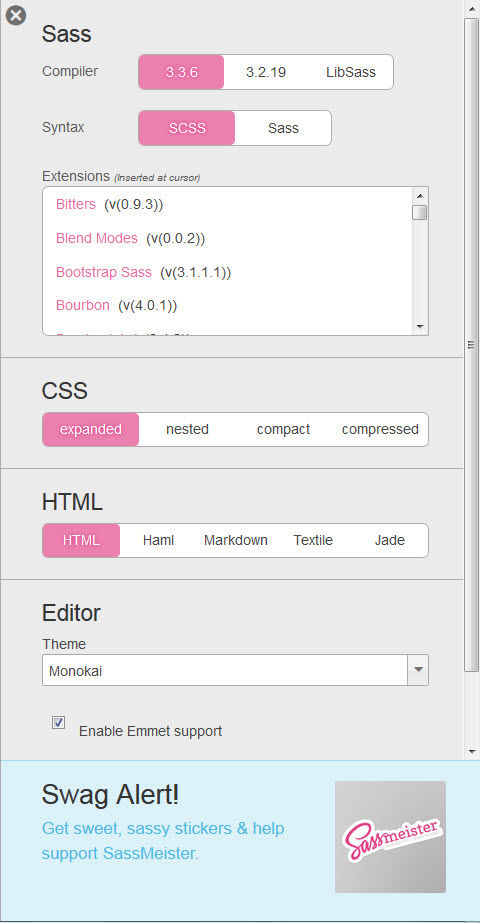 Sass
Compiler 3.3.6 3.2.19 LibSass
Syntax SCSS Sass
Extensions (Inserted at cursor)
Bitters (v(0.9.3))
Blend Modes (v(0.0.2))
Bootstrap Sass (v(3.1.1.1))
Bourbon (v(4.0.1))
CSS
expanded nested compact compressed
HTML
HTML Haml Markdown Textile Jade
Editor
Theme
Monokai
Enable Emmet support
Swag Alert!
Get sweet, sassy stickers & help
support SassMeister.
Sassmeister